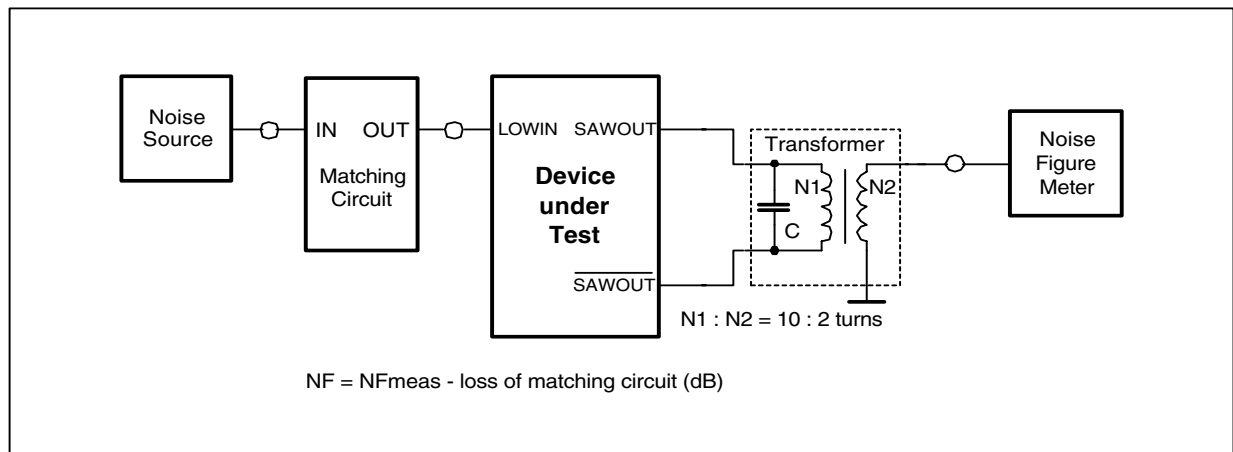 Noise
Source
IN OUT
Matching
Circuit
LOWIN SAWOUT
Device
under
Test
SAWOUT
Transformer
N1 N2
C
N1 : N2 = 10 : 2 turns
Noise
Figure
Meter
NF = NFmeas - loss of matching circuit (dB)